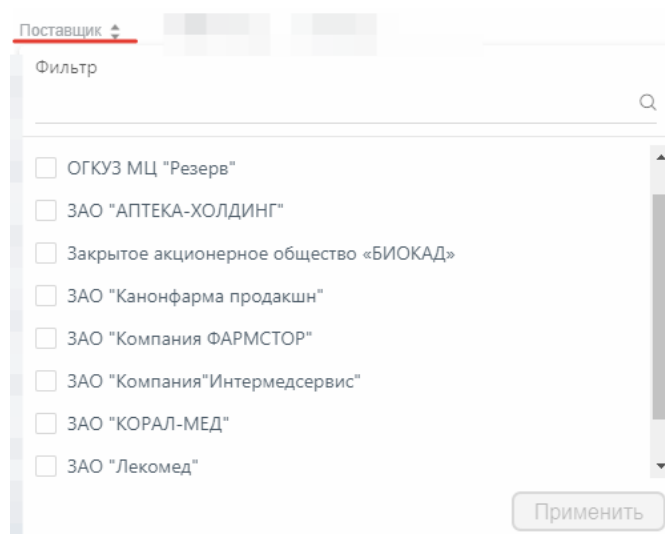 Поставщик
Фильтр
ОГКУЗ МЦ "Резерв"
ЗАО "АПТЕКА-ХОЛДИНГ"
Закрытое акционерное общество «БИОКАД»
ЗАО "Канонфарма продакшн"
ЗАО "Компания ФАРМСТОР"
ЗАО "Компания"Интермедсервис"
ЗАО "КОРАЛ-МЕД"
ЗАО "Лекомед"
Применить